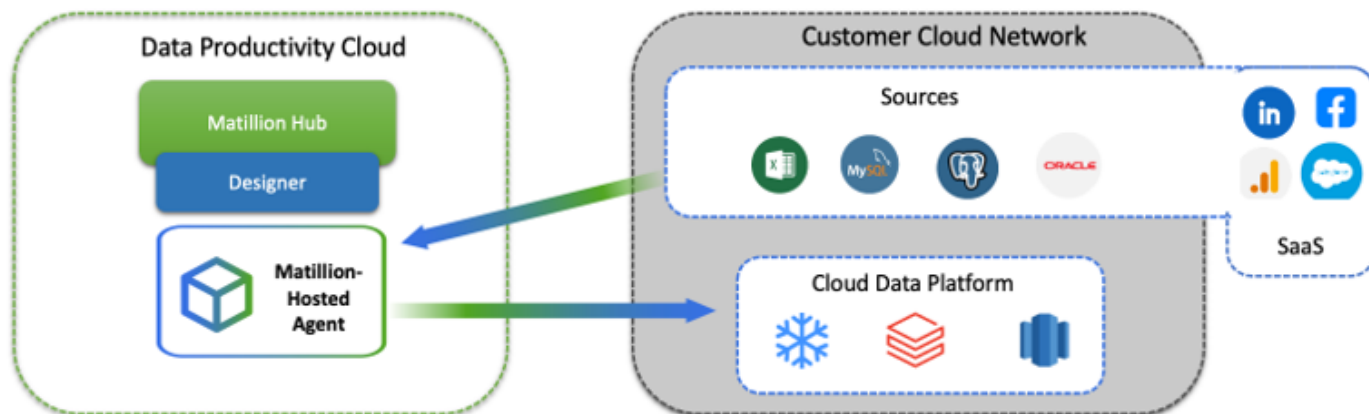 Data Productivity Cloud
Matillion Hub
Designer
Matillion-
Hosted
Agent
Customer Cloud Network
Sources
X
MySQL
ORACLE
in
f
SaaS
Cloud Data Platform